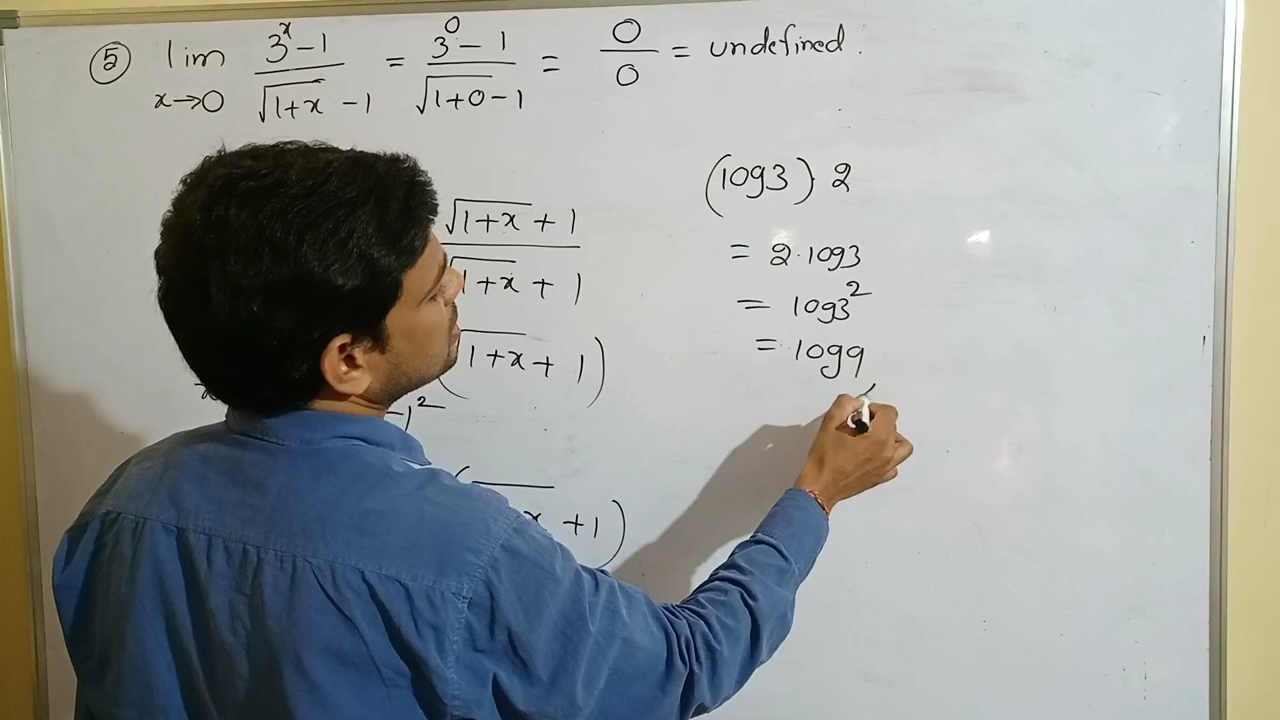 ⑤ lim x→0 (3^x - 1)/(√(1+x) - 1) = (3^0 - 1)/(√(1+0) - 1) = 0/0 = undefined.
(√(1+x) + 1)/(√(1+x) + 1)
(√(1+x) + 1)
-1^2
x + 1)
(log3) 2
= 2·log3
= log3^2
= log9